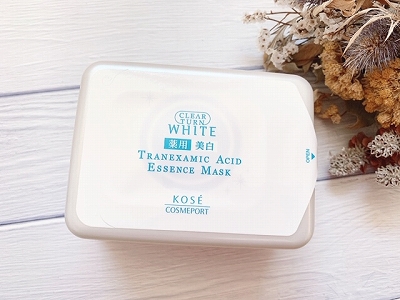 CLEAR
TURN
WHITE
薬用 美白
TRANEXAMIC ACID
ESSENCE MASK
KOSÉ
COSMEPORT